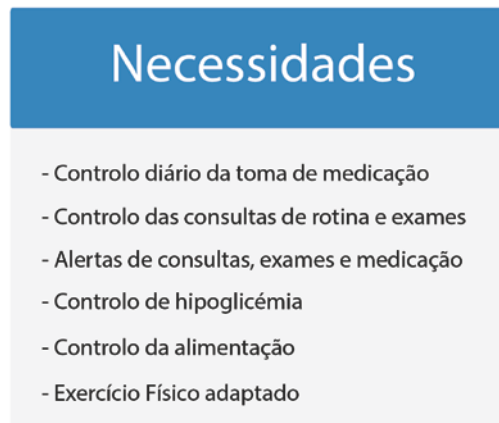 Necessidades
- Controlo diário da toma de medicação
- Controlo das consultas de rotina e exames
- Alertas de consultas, exames e medicação
- Controlo de hipoglicémia
- Controlo da alimentação
- Exercício Físico adaptado